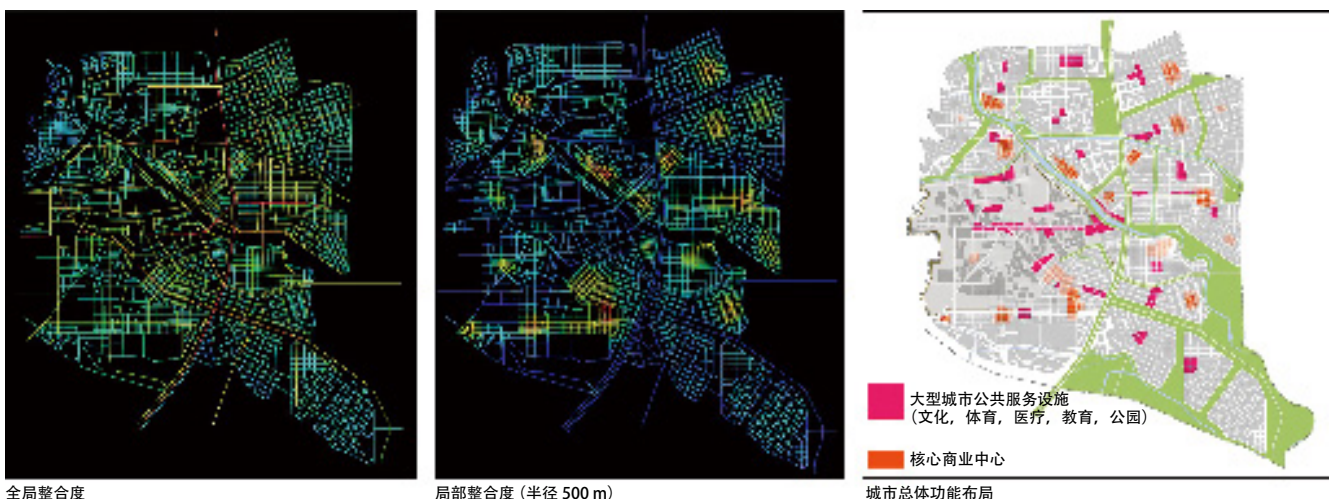 大型城市公共服务设施
(文化, 体育, 医疗, 教育, 公园)
核心商业中心
全局整合度
局部整合度 (半径 500 m)
城市总体功能布局